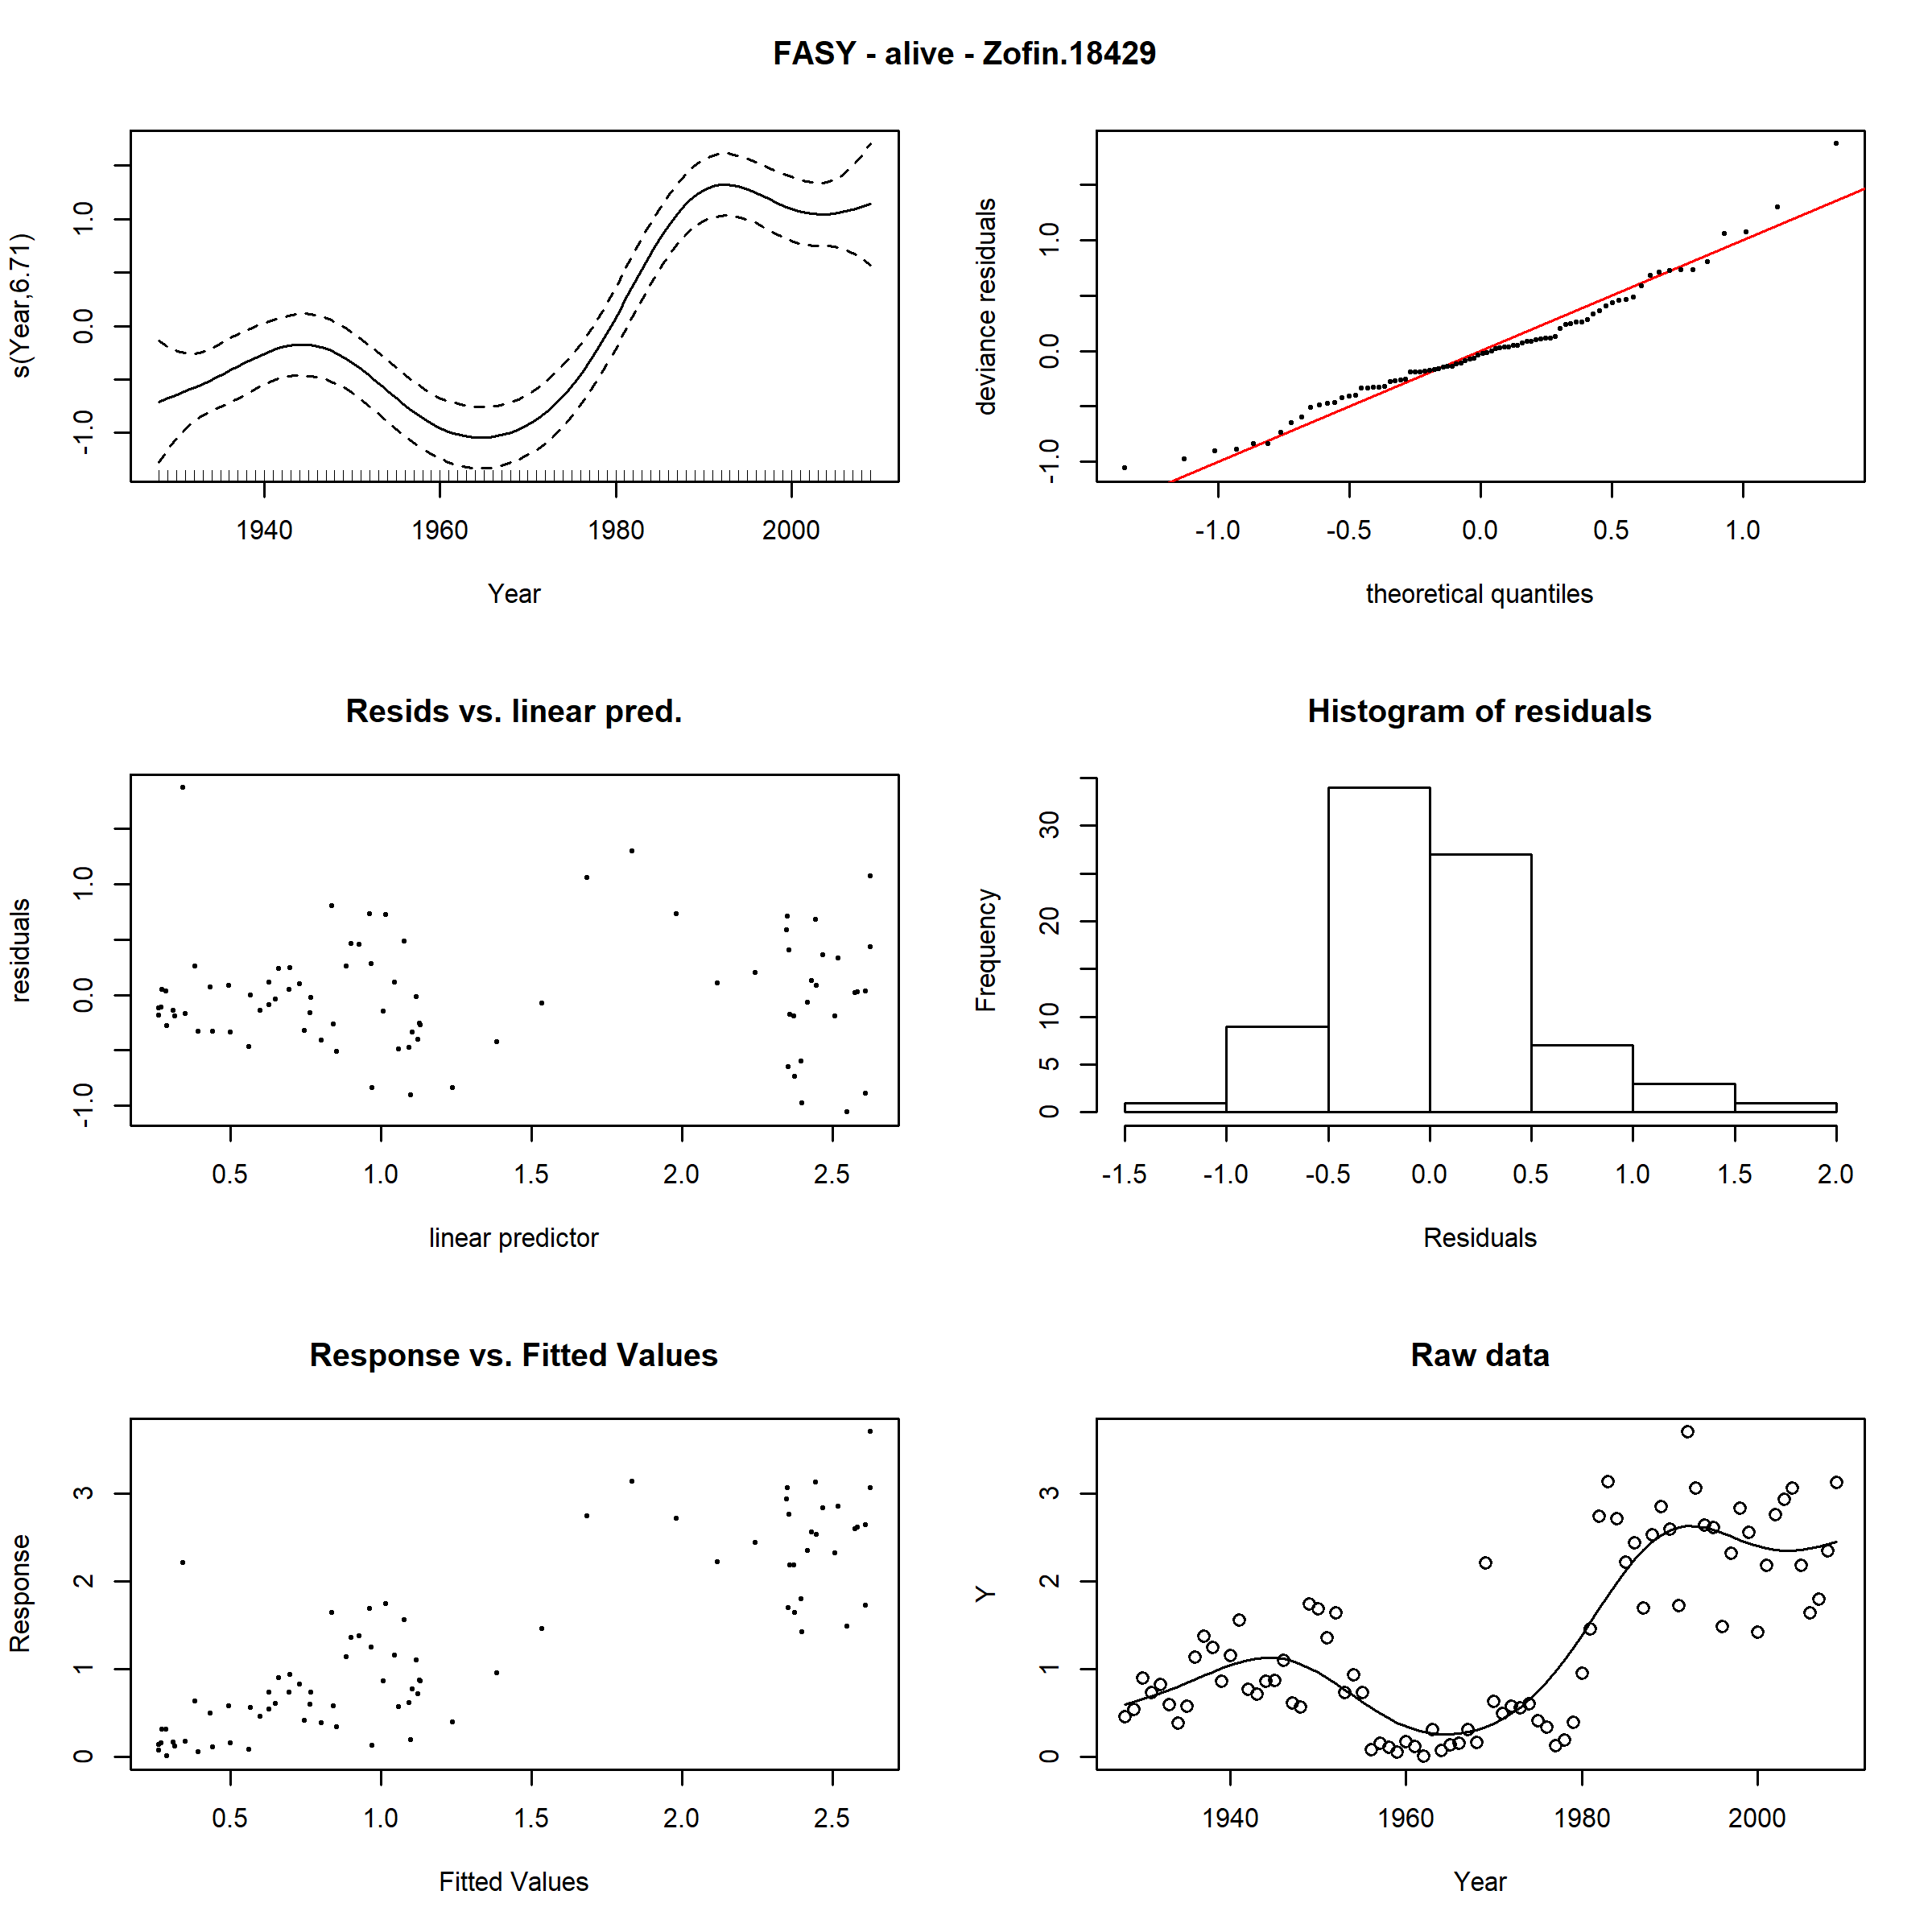 FASY - alive - Zofin.18429
s(Year,6.71)
-1.0 0.0 1.0
1940 1960 1980 2000
Year
deviance residuals
-1.0 0.0 1.0
-1.0 -0.5 0.0 0.5 1.0
theoretical quantiles
Resids vs. linear pred.
residuals
-1.0 0.0 1.0
0.5 1.0 1.5 2.0 2.5
linear predictor
Histogram of residuals
Frequency
0 5 10 20 30
-1.5 -1.0 -0.5 0.0 0.5 1.0 1.5 2.0
Residuals
Response vs. Fitted Values
Response
0 1 2 3
0.5 1.0 1.5 2.0 2.5
Fitted Values
Raw data
Y
0 1 2 3
1940 1960 1980 2000
Year